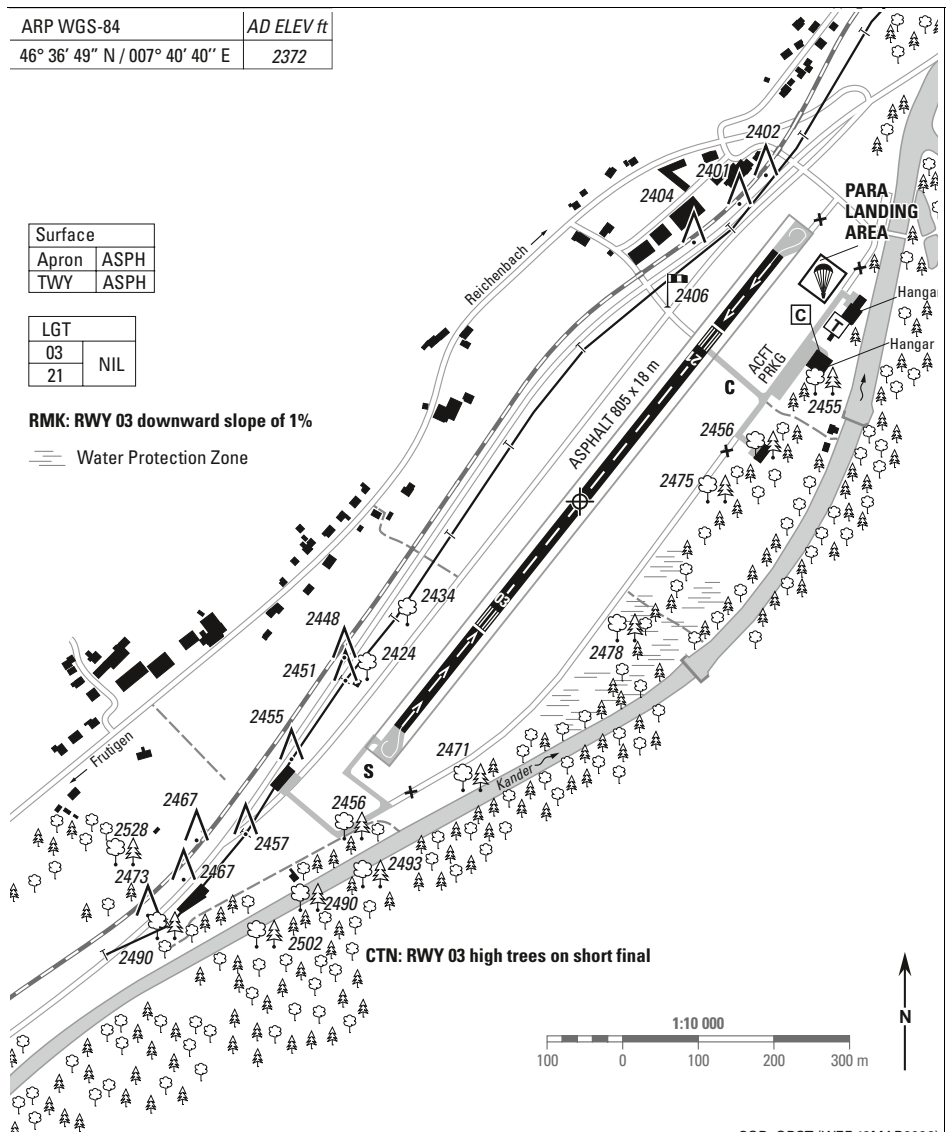 ARP WGS-84 AD ELEV ft
46° 36′ 49″ N / 007° 40′ 40′′ E 2372
2402
2401
2404
PARA
LANDING
AREA
Surface
Apron ASPH
TWY ASPH
Reichenbach
2406
Hangar
C
T
Hangar
LGT
03 NIL
21
21
ACFT
PRKG
C
2455
RMK: RWY 03 downward slope of 1%
ASPHALT 805 x 18 m
2456
Water Protection Zone
2475
2434
03
2448
2424
2451
2478
2455
Frutigen
S
2471
Kander
2467
2456
2528
2457
2467
2493
2473
2490
2502
2490
CTN: RWY 03 high trees on short final
N
1:10 000
100 0 100 200 300 m